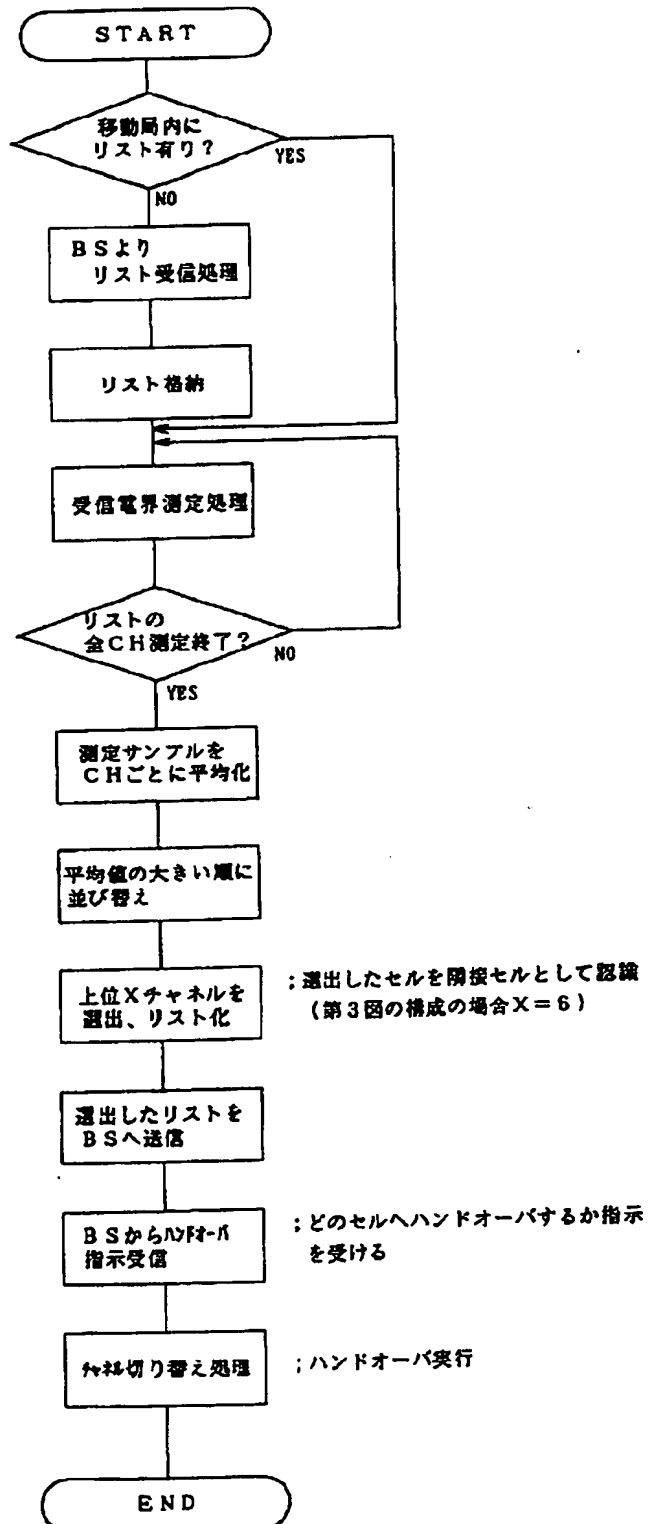 START
移動局内に
リスト有り？
YES
NO
BSより
リスト受信処理
リスト格納
受信電界測定処理
リストの
全CH測定終了？
NO
YES
測定サンプルを
CHごとに平均化
平均値の大きい順に
並び替え
上位Xチャネルを
選出、リスト化
；選出したセルを隣接セルとして認識
（第3図の構成の場合X＝6）
選出したリストを
BSへ送信
BSからハンドオーバ
指示受信
；どのセルへハンドオーバするか指示
を受ける
チャネル切り替え処理
；ハンドオーバ実行
END